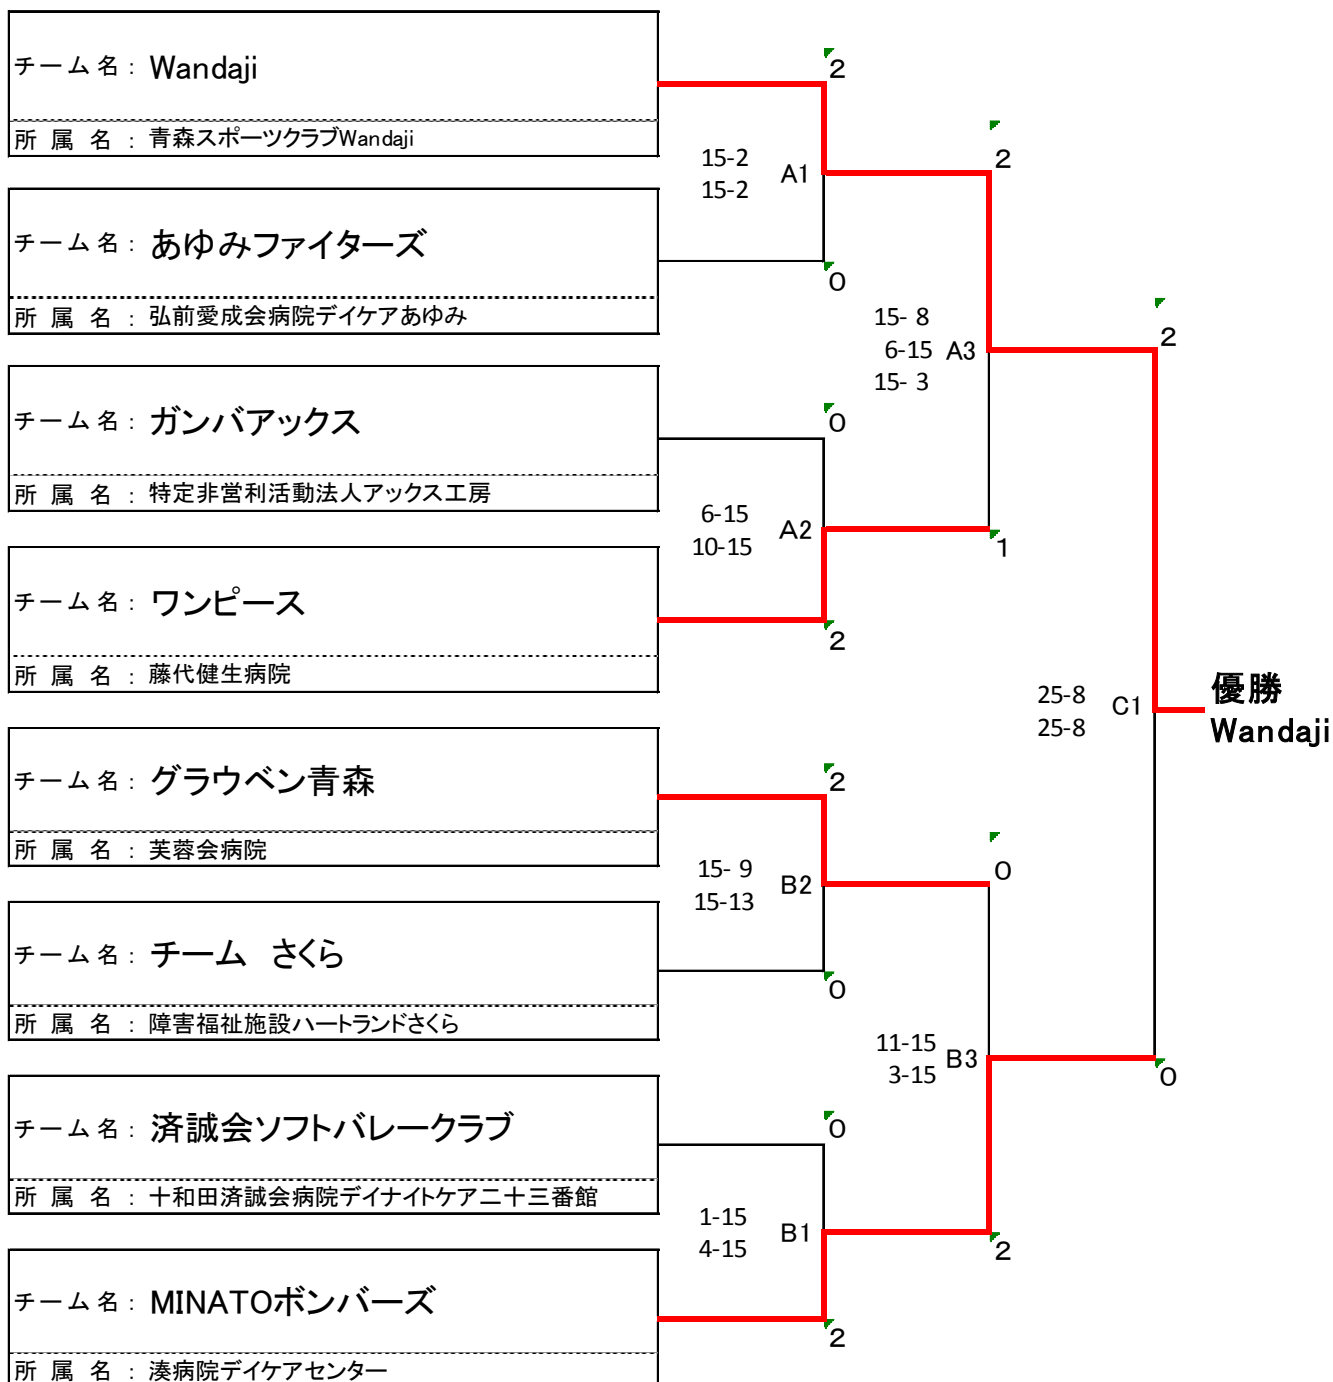 チーム名：Wandaji
所属名：青森スポーツクラブWandaji
チーム名：あゆみファイターズ
所属名：弘前愛成会病院デイケアあゆみ
チーム名：ガンバアックス
所属名：特定非営利活動法人アックス工房
チーム名：ワンピース
所属名：藤代健生病院
チーム名：グラウベン青森
所属名：芙蓉会病院
チーム名：チーム　さくら
所属名：障害福祉施設ハートランドさくら
チーム名：済誠会ソフトバレークラブ
所属名：十和田済誠会病院デイナイトケア二十三番館
チーム名：MINATOボンバーズ
所属名：湊病院デイケアセンター
2
15-2
15-2
A1
0
0
6-15
10-15
A2
2
2
15- 9
15-13
B2
0
0
1-15
4-15
B1
2
2
15- 8
6-15
15- 3
A3
1
0
11-15
3-15
B3
2
2
25-8
25-8
C1
0
優勝
Wandaji